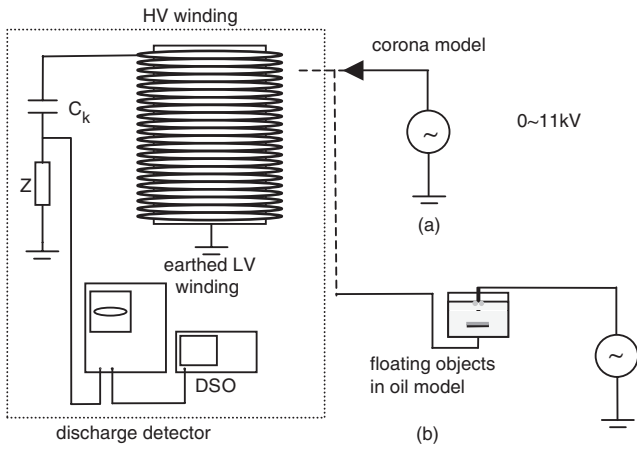 HV winding
corona model
C_k
0~11kV
~
Z
(a)
earthed LV
winding
floating objects
in oil model
~
DSO
discharge detector
(b)